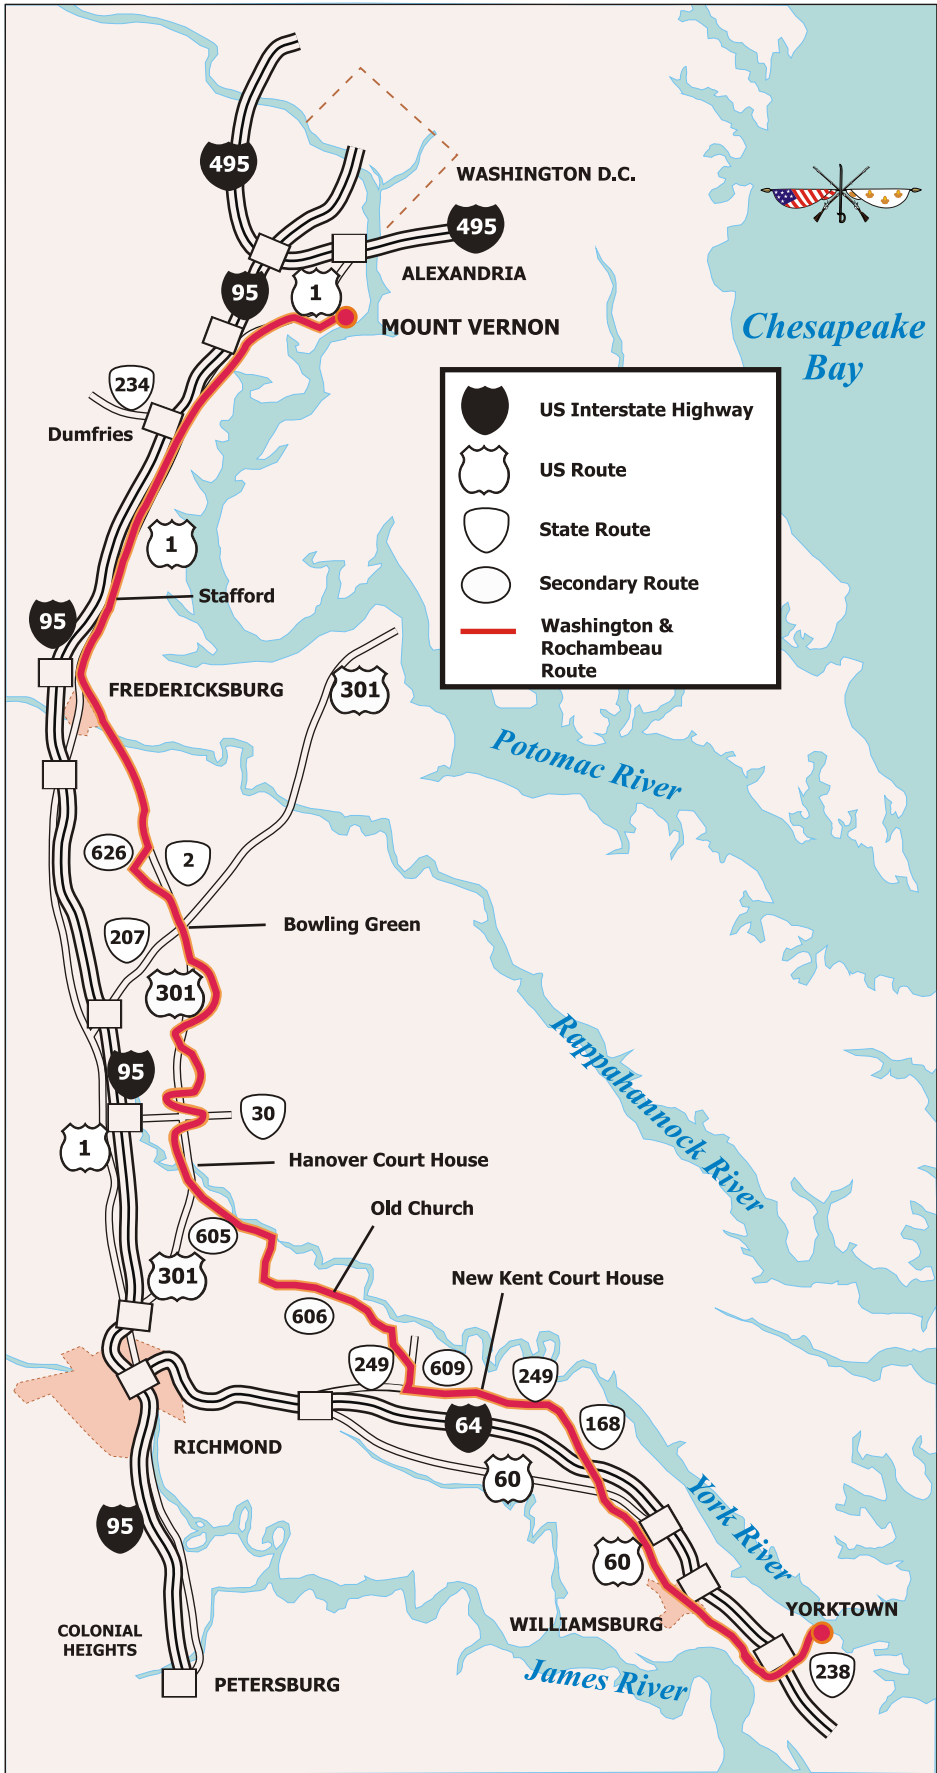 495
WASHINGTON D.C.
495
ALEXANDRIA
95
1
MOUNT VERNON
Chesapeake
Bay
234
Dumfries
US Interstate Highway
US Route
State Route
Secondary Route
Washington &
Rochambeau
Route
1
Stafford
95
FREDERICKSBURG
301
Potomac River
626
2
207
Bowling Green
301
Rappahannock River
95
30
1
Hanover Court House
Old Church
605
301
New Kent Court House
606
249
609
249
64
168
RICHMOND
60
York River
95
60
YORKTOWN
WILLIAMSBURG
COLONIAL
HEIGHTS
James River
238
PETERSBURG